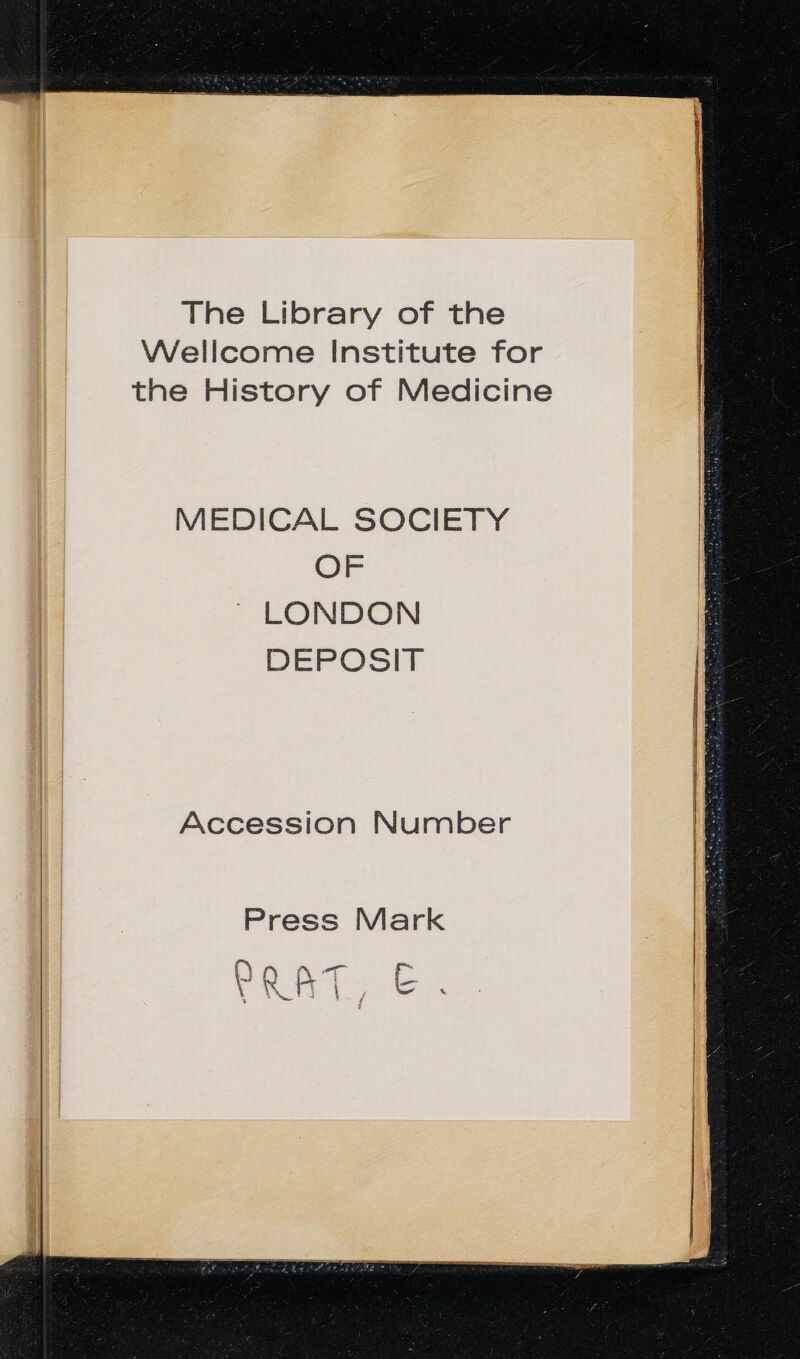 The Library of the
Wellcome Institute for
the History of Medicine
MEDICAL SOCIETY
OF
LONDON
DEPOSIT
Accession Number
Press Mark
PRAT, E.